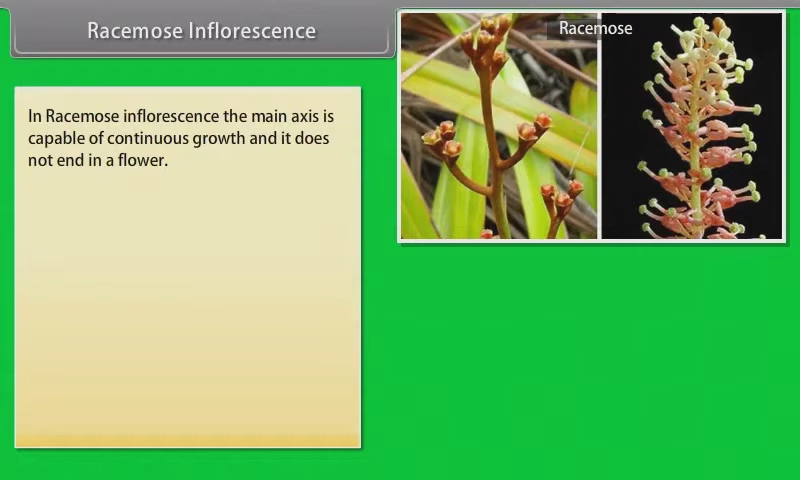 Racemose Inflorescence
Racemose
In Racemose inflorescence the main axis is
capable of continuous growth and it does
not end in a flower.